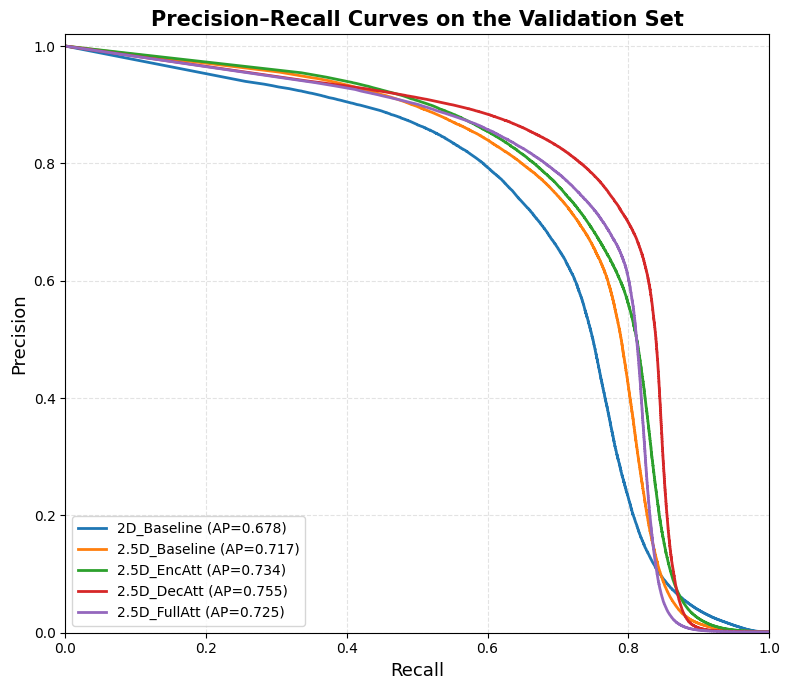 Precision–Recall Curves on the Validation Set
Precision
1.0
0.8
0.6
0.4
0.2
0.0
2D_Baseline (AP=0.678)
2.5D_Baseline (AP=0.717)
2.5D_EncAtt (AP=0.734)
2.5D_DecAtt (AP=0.755)
2.5D_FullAtt (AP=0.725)
0.0 0.2 0.4 0.6 0.8 1.0
Recall